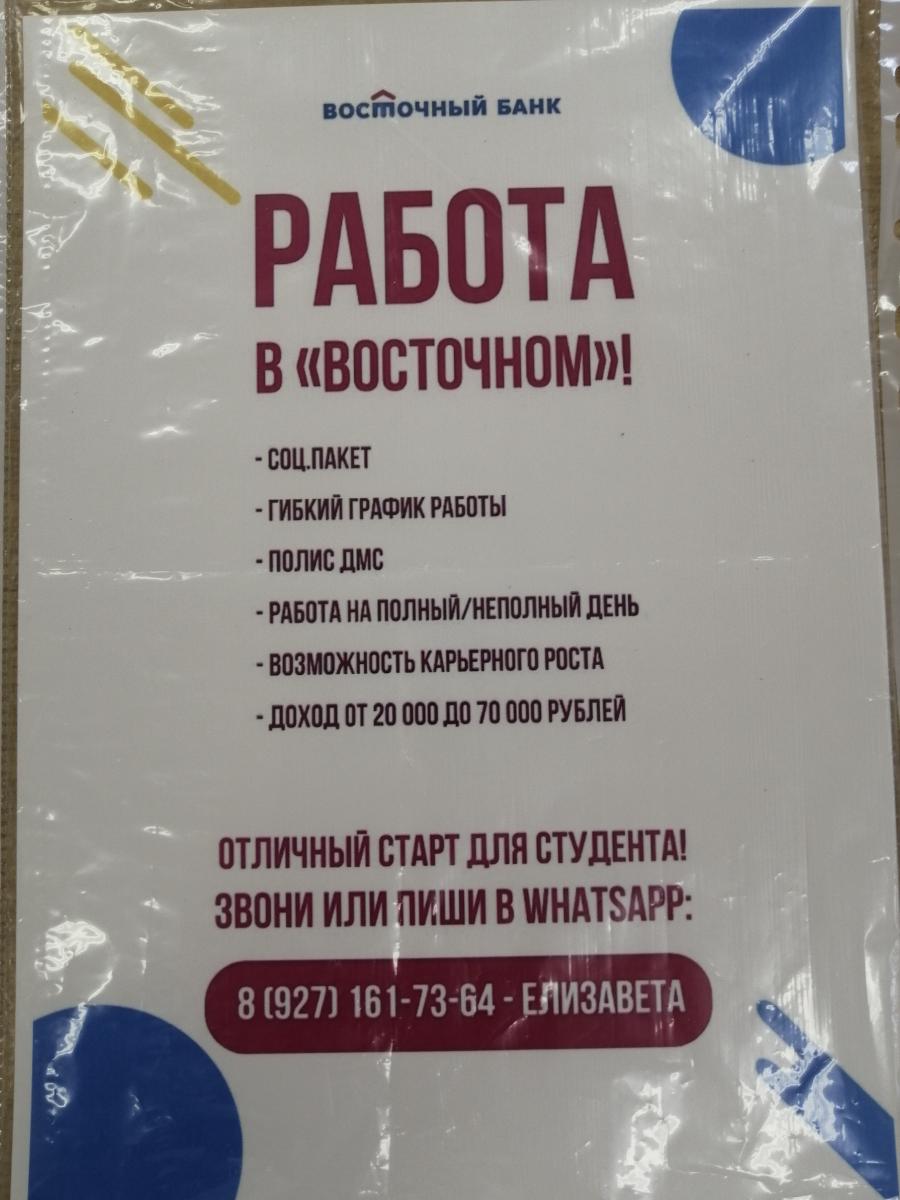 ВОСТОЧНЫЙ БАНК
РАБОТА
В «ВОСТОЧНОМ»!
- СОЦ.ПАКЕТ
- ГИБКИЙ ГРАФИК РАБОТЫ
- ПОЛИС ДМС
- РАБОТА НА ПОЛНЫЙ/НЕПОЛНЫЙ ДЕНЬ
- ВОЗМОЖНОСТЬ КАРЬЕРНОГО РОСТА
- ДОХОД ОТ 20 000 ДО 70 000 РУБЛЕЙ
ОТЛИЧНЫЙ СТАРТ ДЛЯ СТУДЕНТА!
ЗВОНИ ИЛИ ПИШИ В WHATSAPP:
8 (927) 161-73-64 - ЕЛИЗАВЕТА